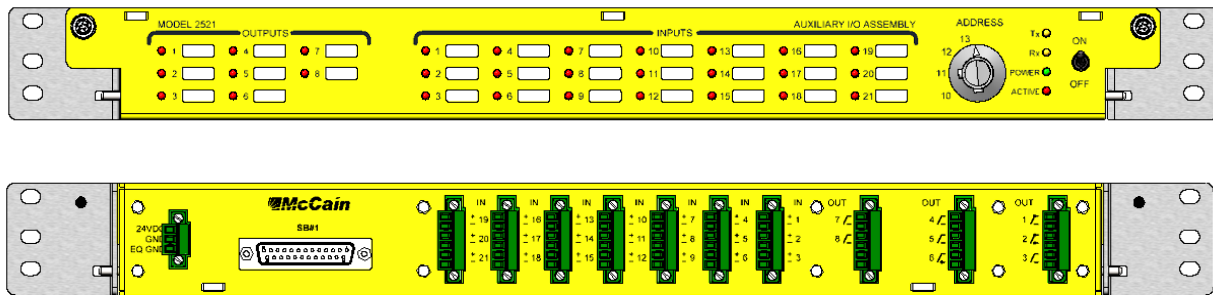 MODEL 2521 AUXILIARY I/O ASSEMBLY ADDRESS
OUTPUTS INPUTS 13 Tx ON
1 4 7 1 4 7 10 13 16 19 12 Rx
2 5 8 2 5 8 11 14 17 20 11 POWER
3 6 3 6 9 12 15 18 21 10 ACTIVE OFF
McCain IN IN IN IN IN IN IN OUT OUT OUT
24VDC SB#1 + 19 + 16 + 13 + 10 + 7 + 4 + 1 7 4 1
GND - 20 - 17 - 14 - 11 - 8 - 5 - 2 8 5 2
EQ GND 21 18 15 12 9 6 3 6 3